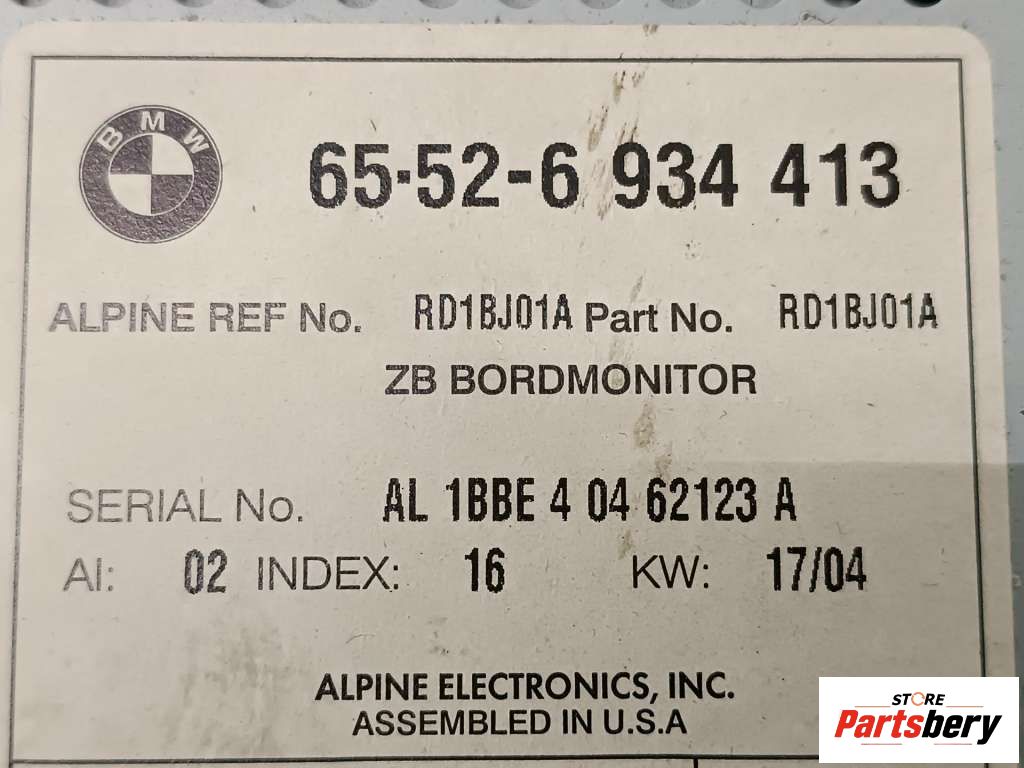 BMW
65-52-6 934 413
ALPINE REF No. RD1BJ01A Part No. RD1BJ01A
ZB BORDMONITOR
SERIAL No. AL 1BBE 4 04 62123 A
AI: 02 INDEX: 16 KW: 17/04
ALPINE ELECTRONICS, INC.
ASSEMBLED IN U.S.A
STORE
Partsbery